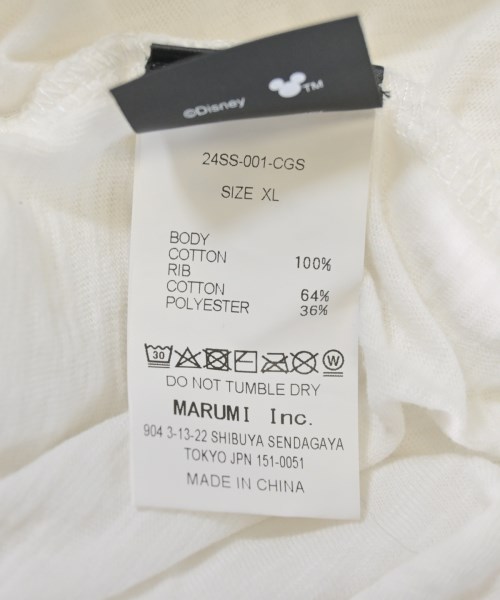 ©Disney
TM
24SS-001-CGS
SIZE XL
BODY
COTTON 100%
RIB
COTTON 64%
POLYESTER 36%
30 W
DO NOT TUMBLE DRY
MARUMI Inc.
904 3-13-22 SHIBUYA SENDAGAYA
TOKYO JPN 151-0051
MADE IN CHINA